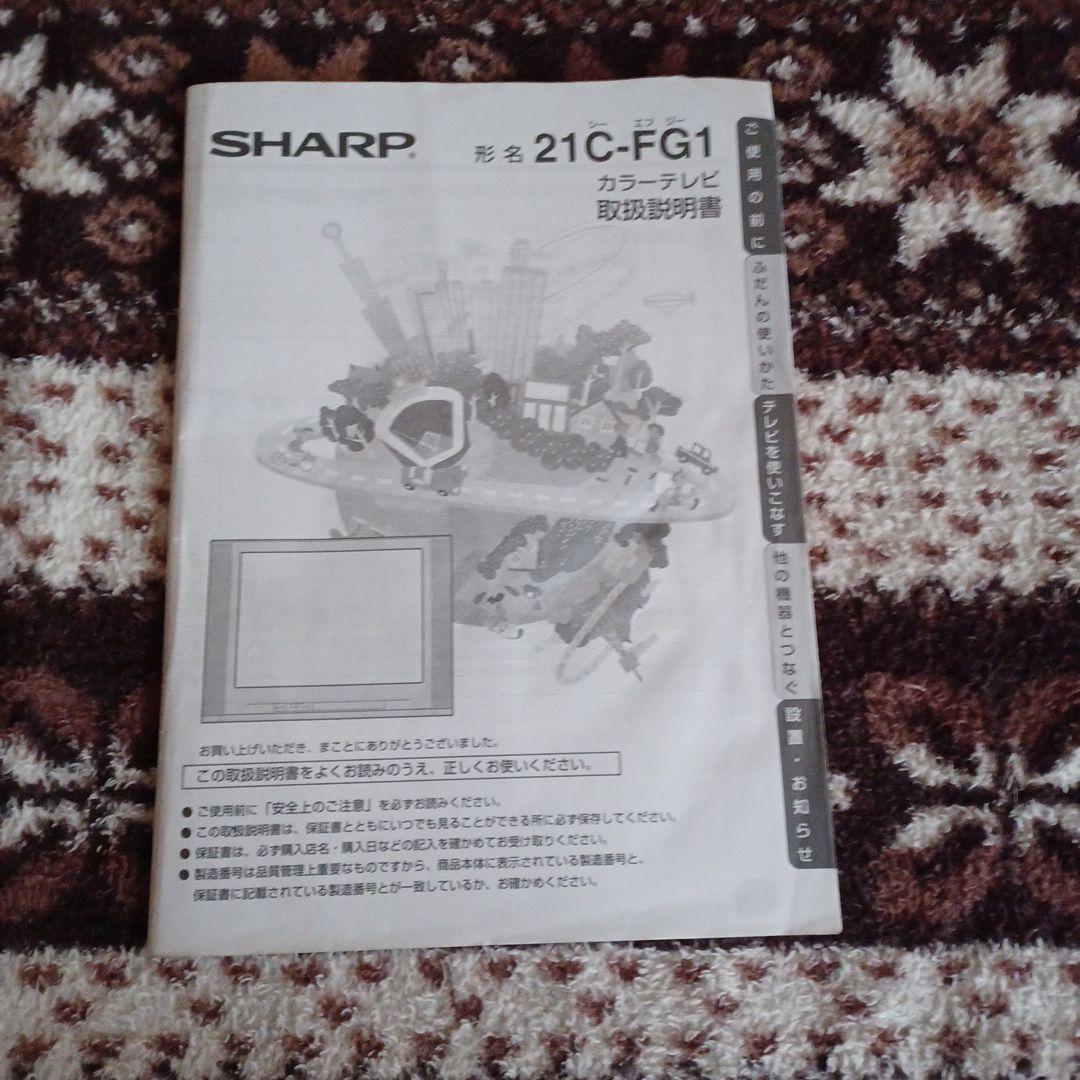 SHARP®
シー エフ ジー
形名 21C-FG1
カラーテレビ
取扱説明書
ご使用の前に
ふだんの使いかた
テレビを使いこなす
他の機器とつなぐ
設置・お知らせ
お買い上げいただき、まことにありがとうございました。
この取扱説明書をよくお読みのうえ、正しくお使いください。
● ご使用前に「安全上のご注意」を必ずお読みください。
● この取扱説明書は、保証書とともにいつでも見ることができる所に必ず保存してください。
● 保証書は、必ず購入店名・購入日などの記入を確かめてお受け取りください。
● 製造番号は品質管理上重要なものですから、商品本体に表示されている製造番号と、
保証書に記載されている製造番号とが一致しているか、お確かめください。